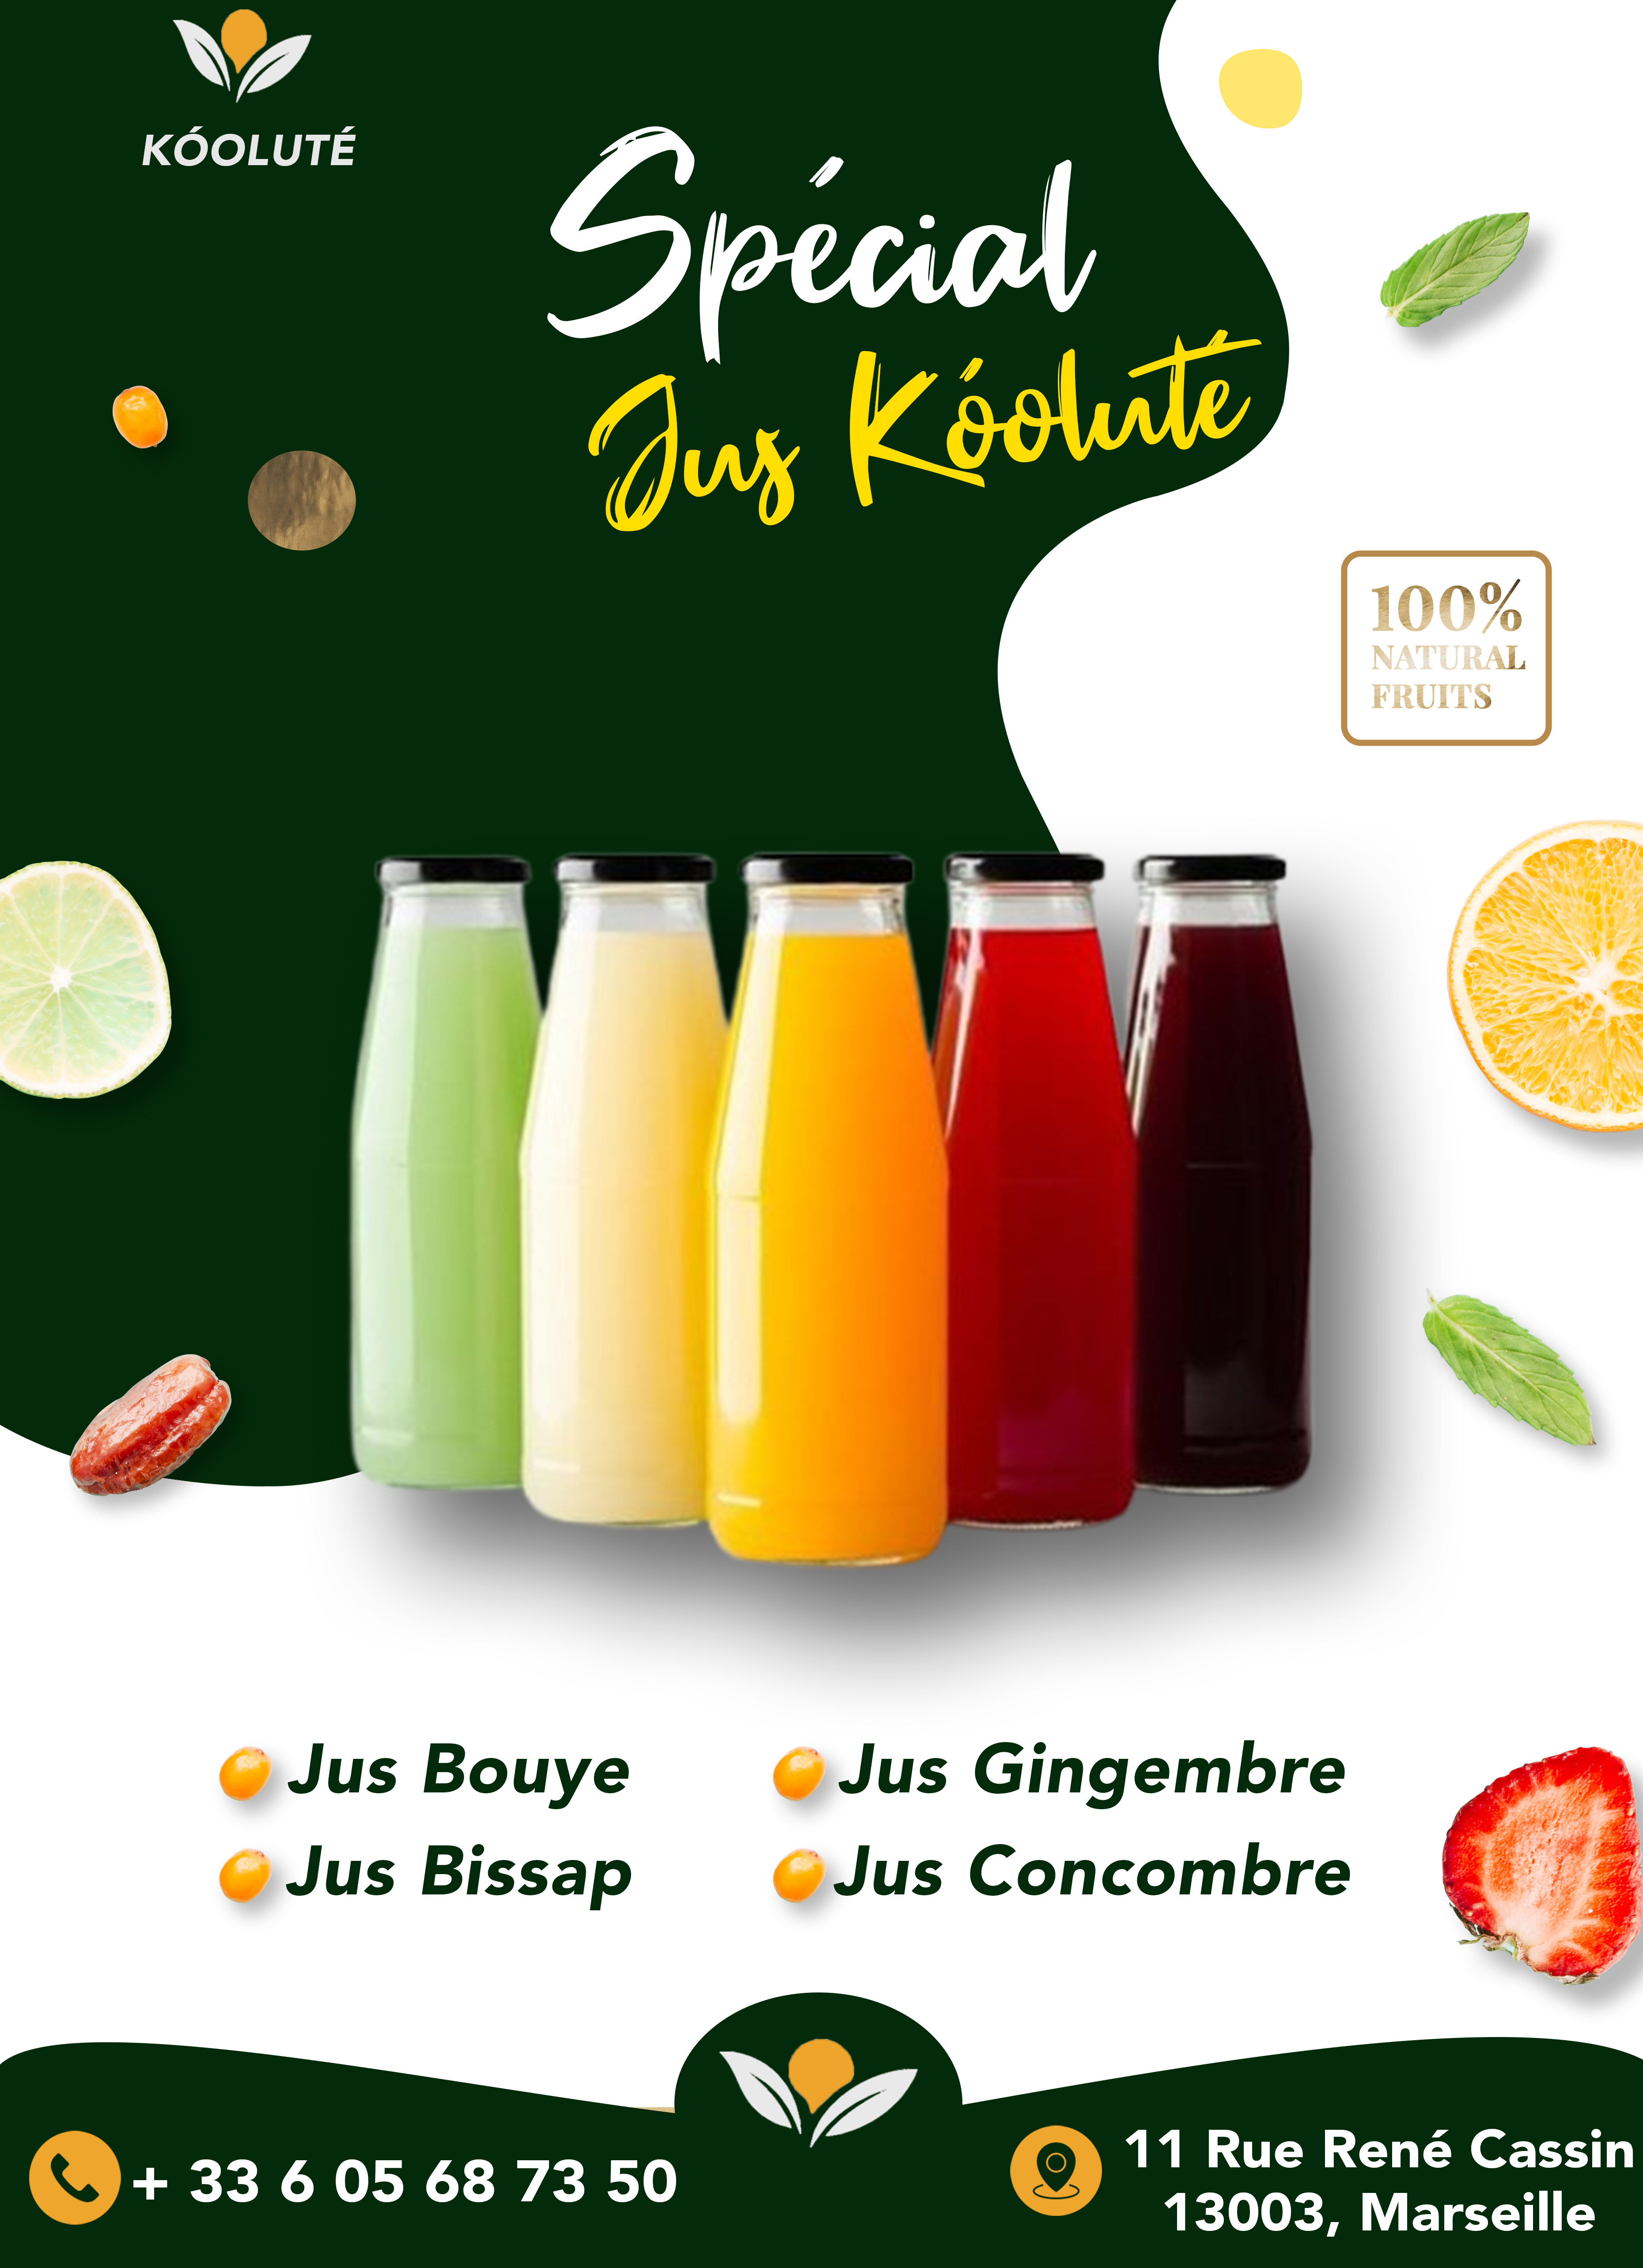 KÓOLUTÉ
Spécial
Jus Kóoluté
100%
NATURAL
FRUITS
Jus Bouye
Jus Gingembre
Jus Bissap
Jus Concombre
+ 33 6 05 68 73 50
11 Rue René Cassin
13003, Marseille